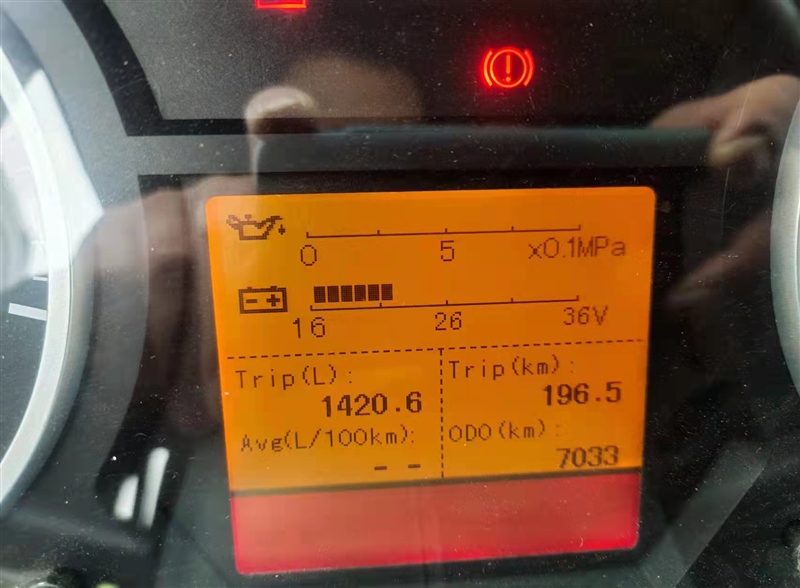 0 5 x0.1MPa
16 26 36V
Trip(L): 1420.6
Trip(km): 196.5
Avg(L/100km): - -
ODO(km): 7033